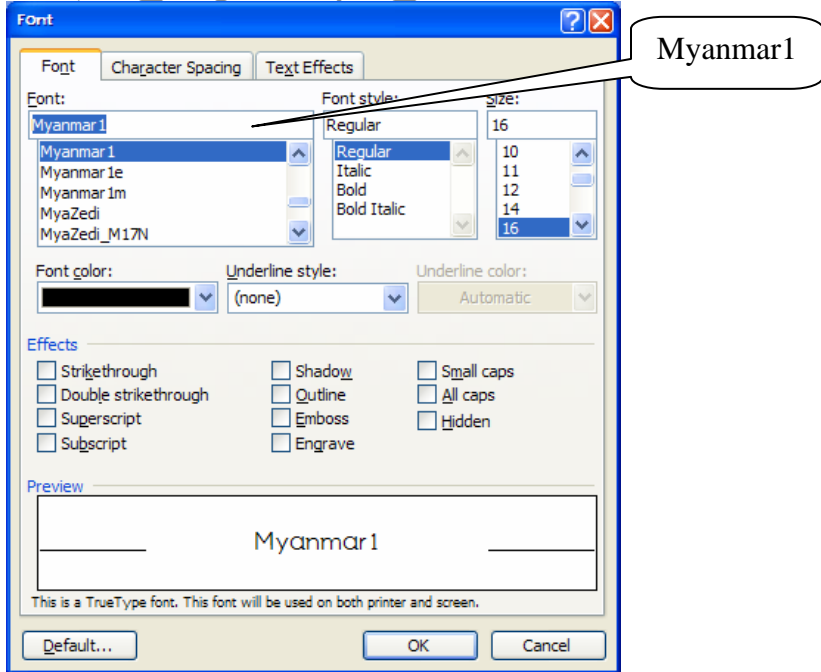 Font
Myanmar1
Font Character Spacing Text Effects
Font: Font style: Size:
Myanmar1 Regular 16
Myanmar1 Regular 10
Myanmar1e Italic 11
Myanmar1m Bold 12
MyaZedi Bold Italic 14
MyaZedi_M17N 16
Font color: Underline style: Underline color:
(none) Automatic
Effects
Strikethrough Shadow Small caps
Double strikethrough Outline All caps
Superscript Emboss Hidden
Subscript Engrave
Preview
Myanmar1
This is a TrueType font. This font will be used on both printer and screen.
Default... OK Cancel